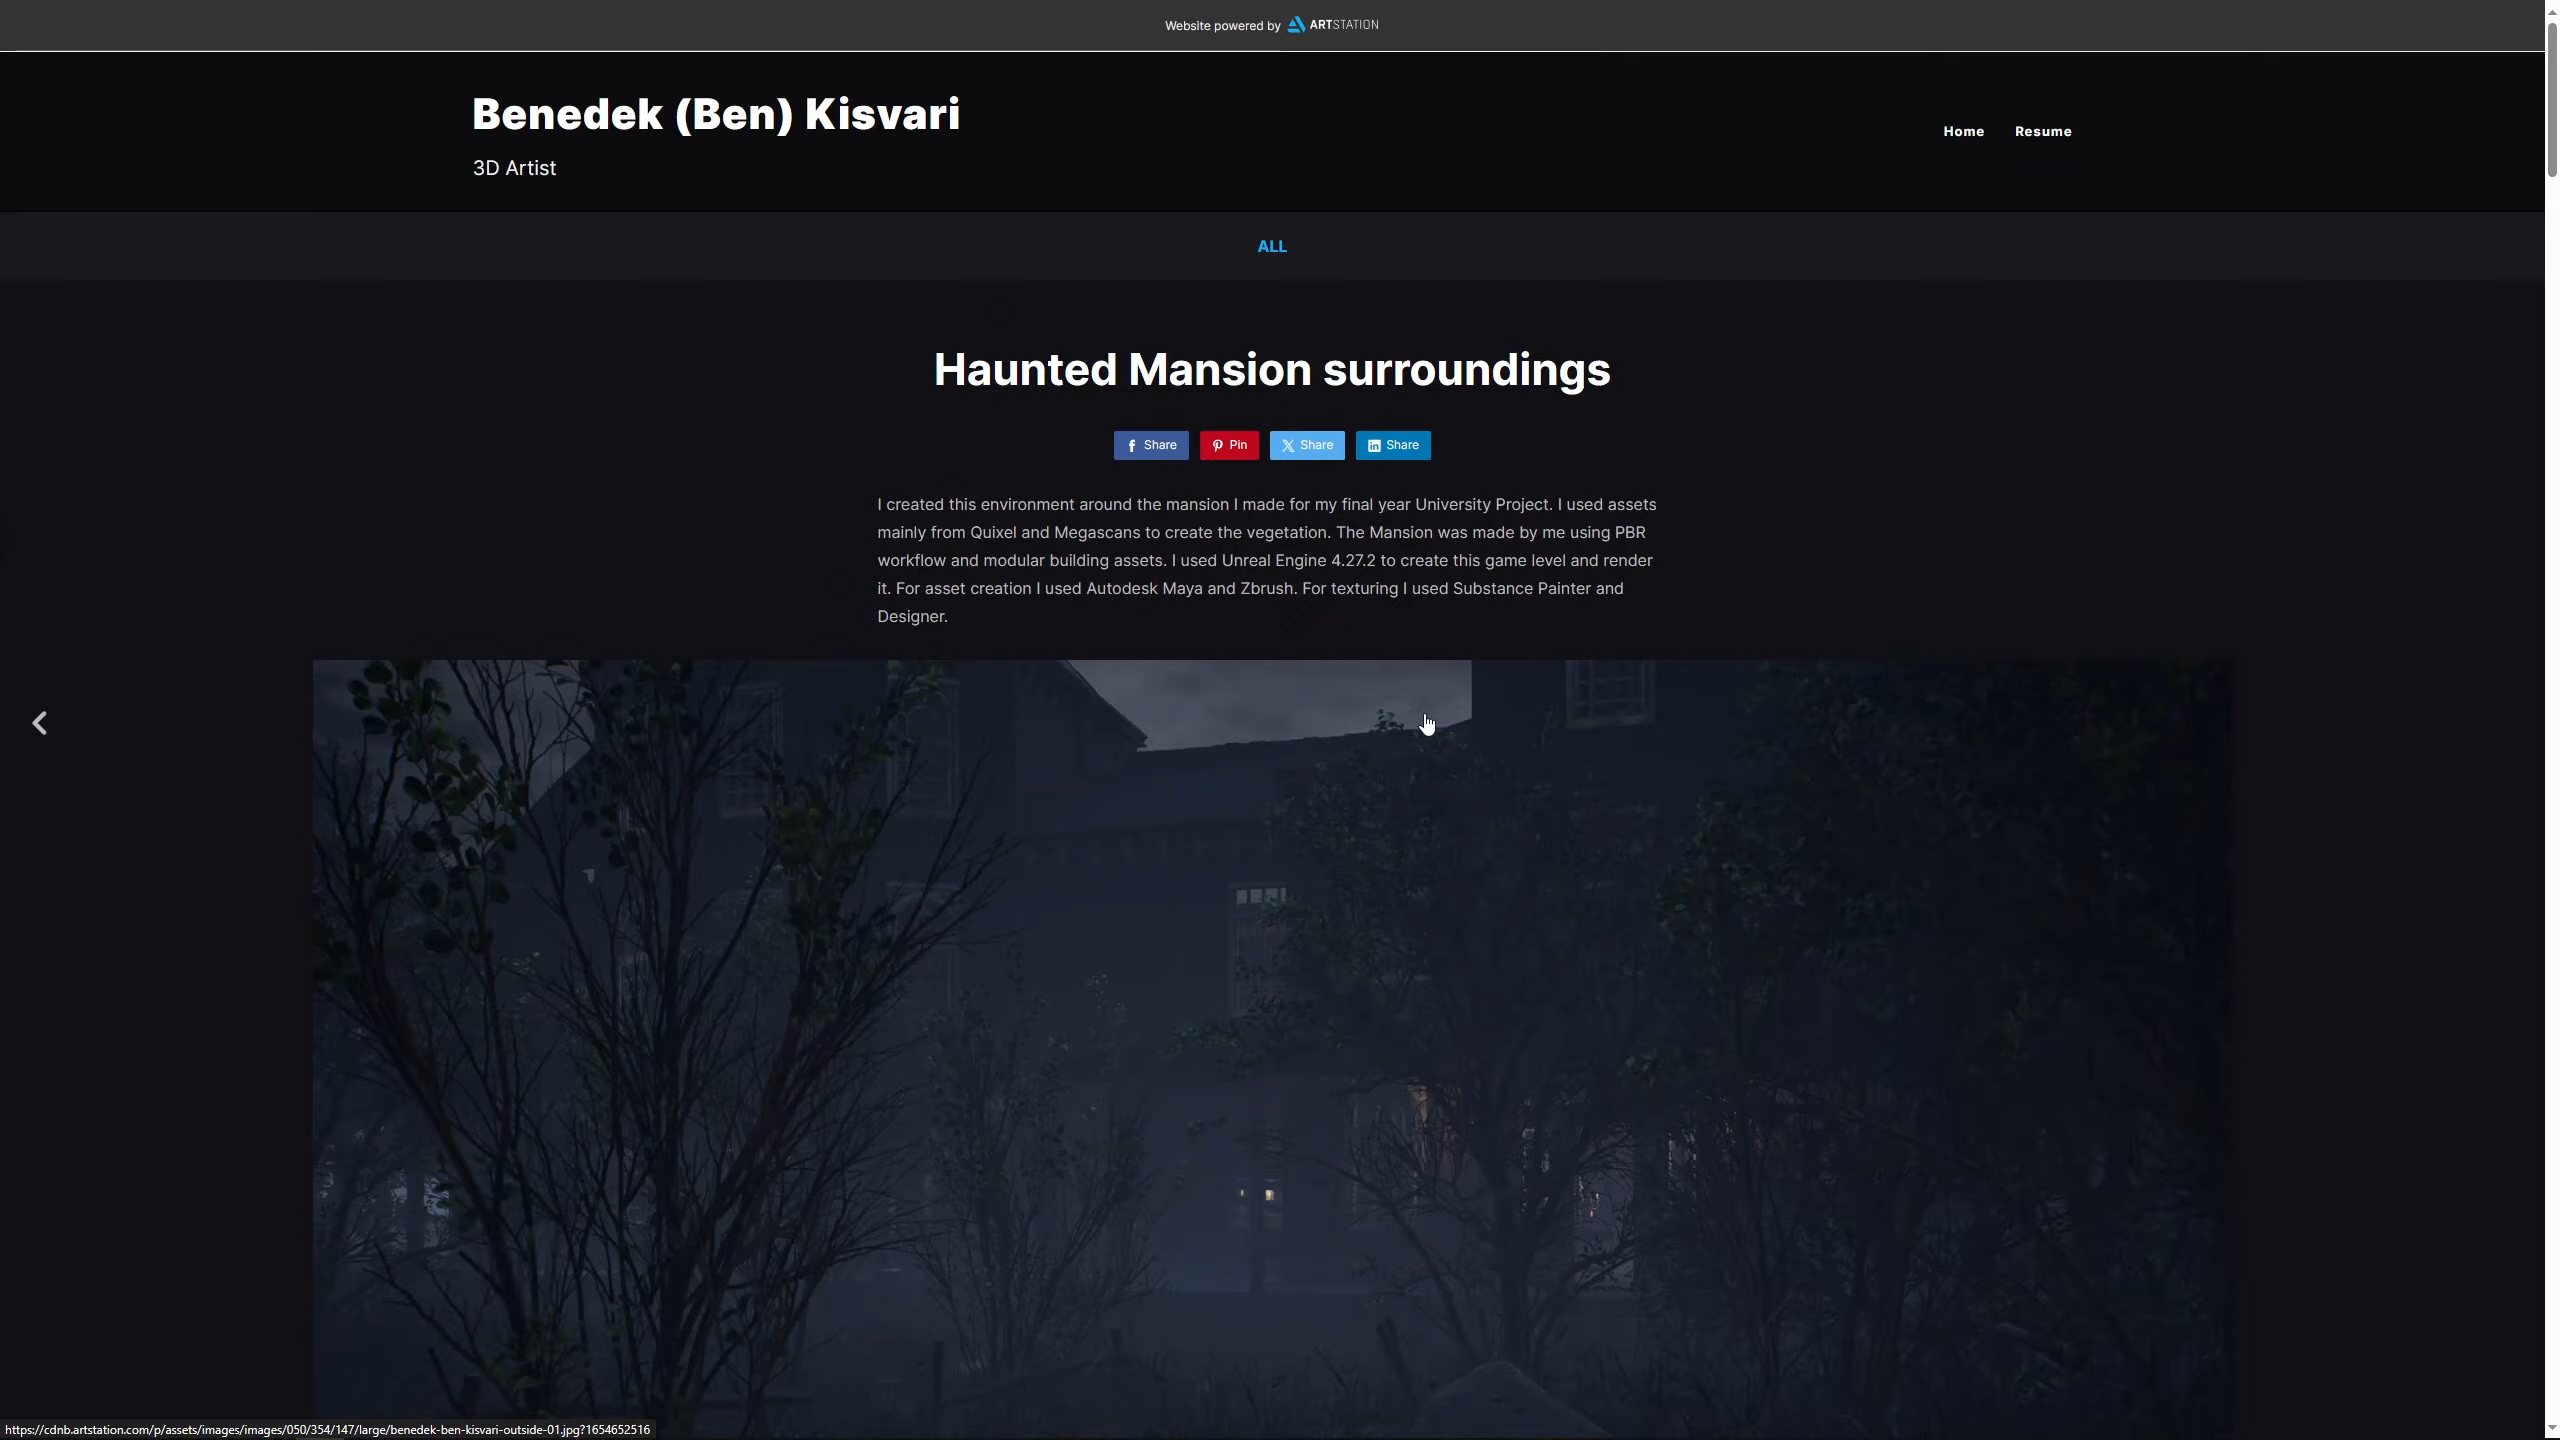 Website powered by ARTSTATION
Benedek (Ben) Kisvari
3D Artist
Home Resume
ALL
Haunted Mansion surroundings
Share Pin Share Share
I created this environment around the mansion I made for my final year University Project. I used assets
mainly from Quixel and Megascans to create the vegetation. The Mansion was made by me using PBR
workflow and modular building assets. I used Unreal Engine 4.27.2 to create this game level and render
it. For asset creation I used Autodesk Maya and Zbrush. For texturing I used Substance Painter and
Designer.
https://cdnb.artstation.com/p/assets/images/images/050/354/147/large/benedek-ben-kisvari-outside-01.jpg?1654652516